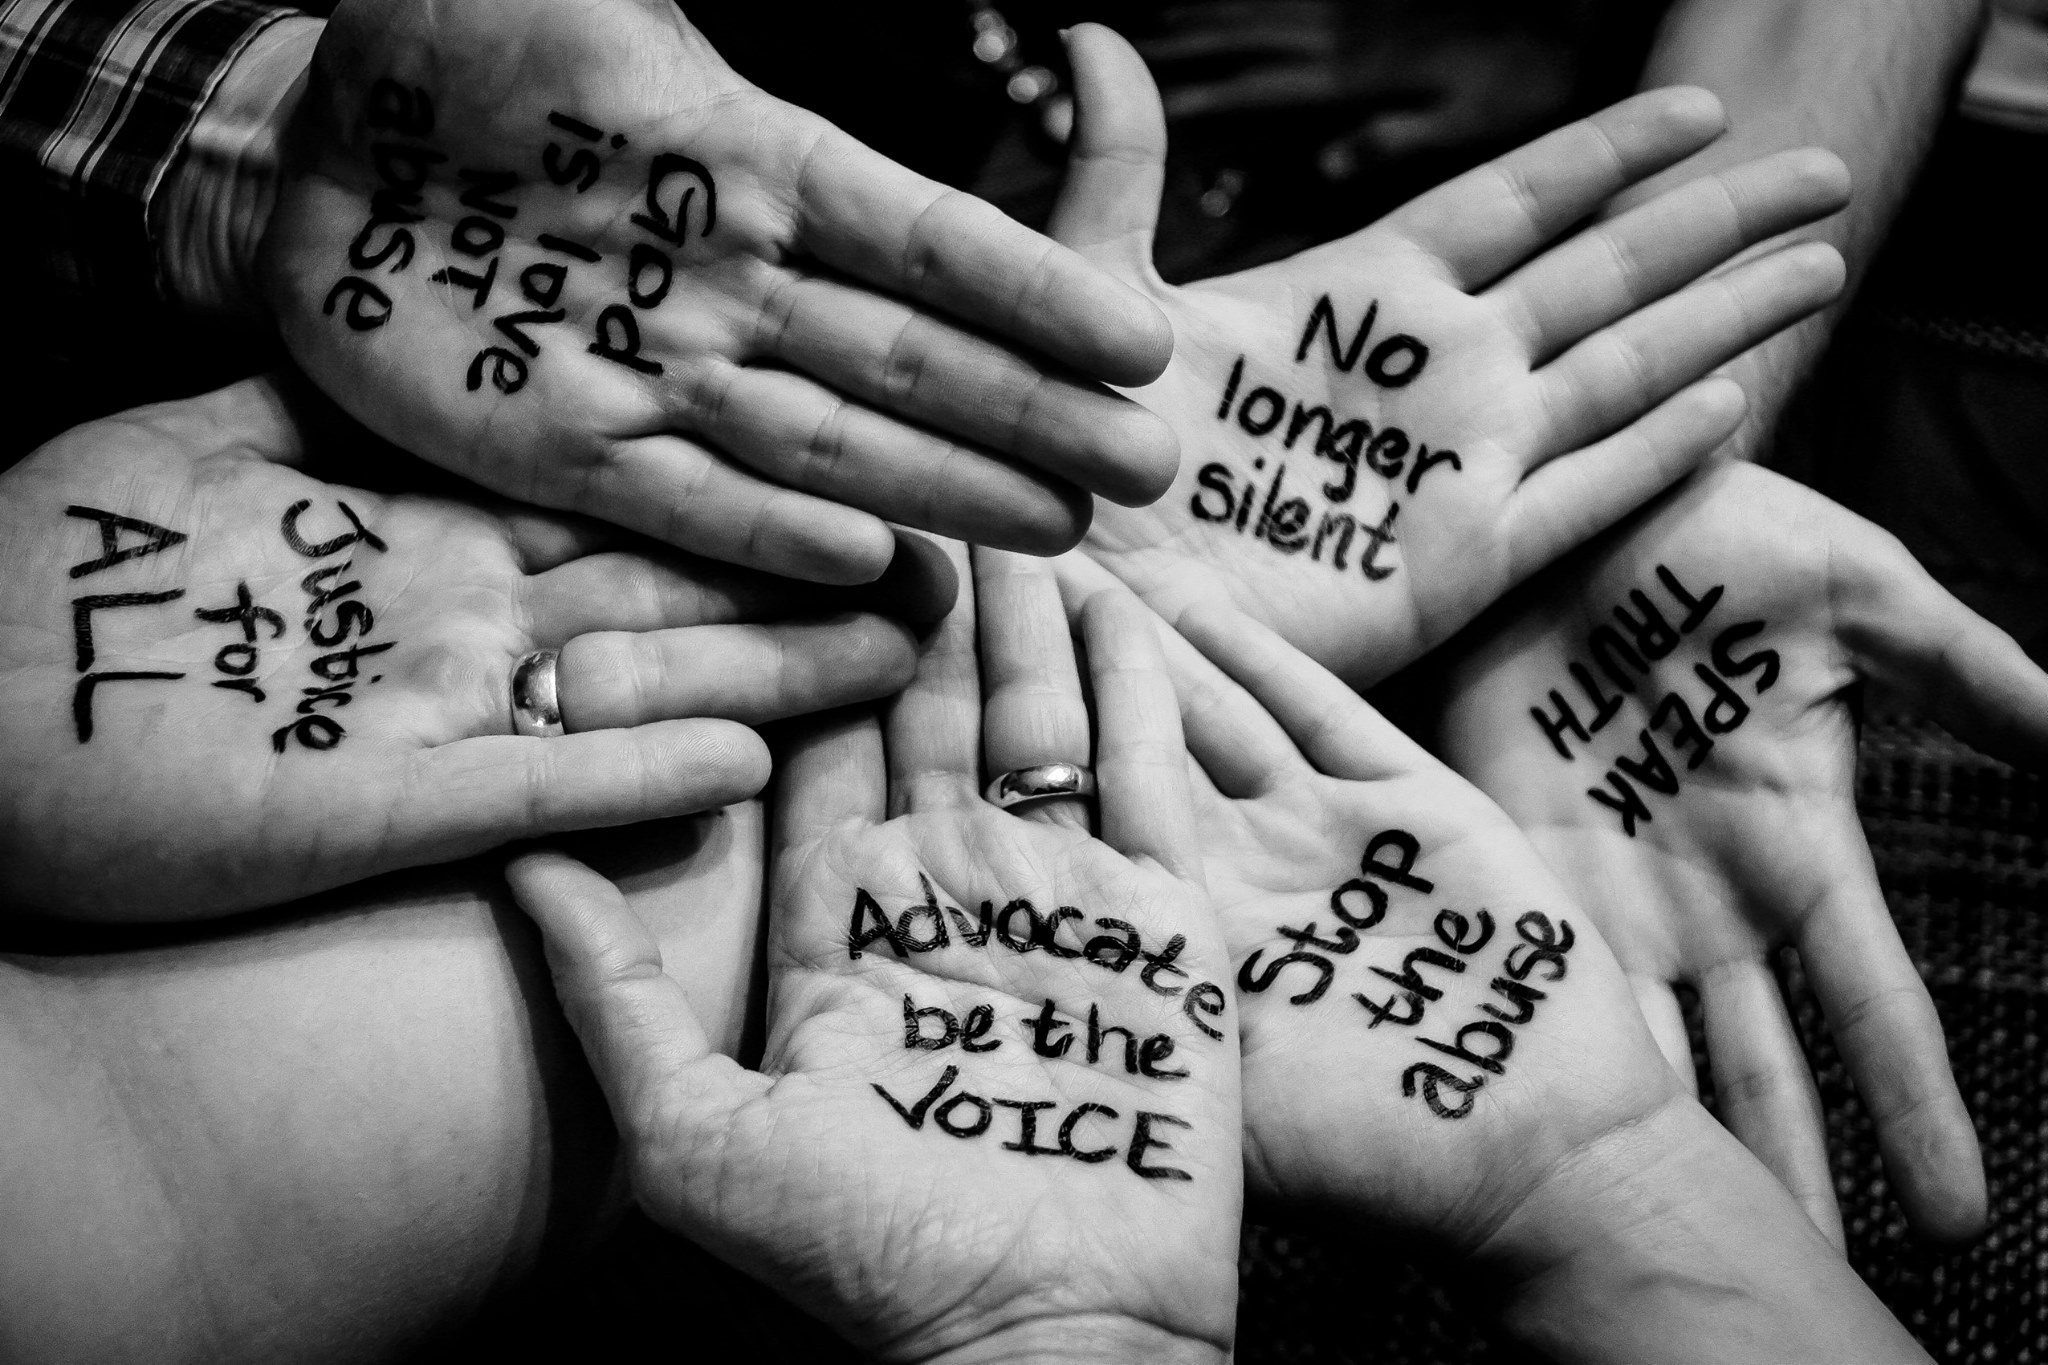 God
is love
NOT
abuse
No
longer
silent
Justice
for
ALL
SPEAK
TRUTH
Advocate
be the
VOICE
Stop
the
abuse